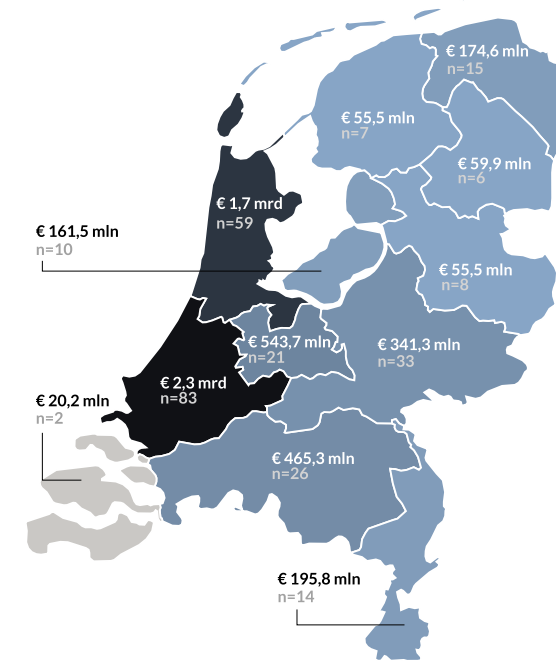 € 174,6 mln
n=15
€ 55,5 mln
n=7
€ 59,9 mln
n=6
€ 1,7 mrd
n=59
€ 161,5 mln
n=10
€ 55,5 mln
n=8
€ 543,7 mln
n=21
€ 341,3 mln
n=33
€ 2,3 mrd
n=83
€ 20,2 mln
n=2
€ 465,3 mln
n=26
€ 195,8 mln
n=14